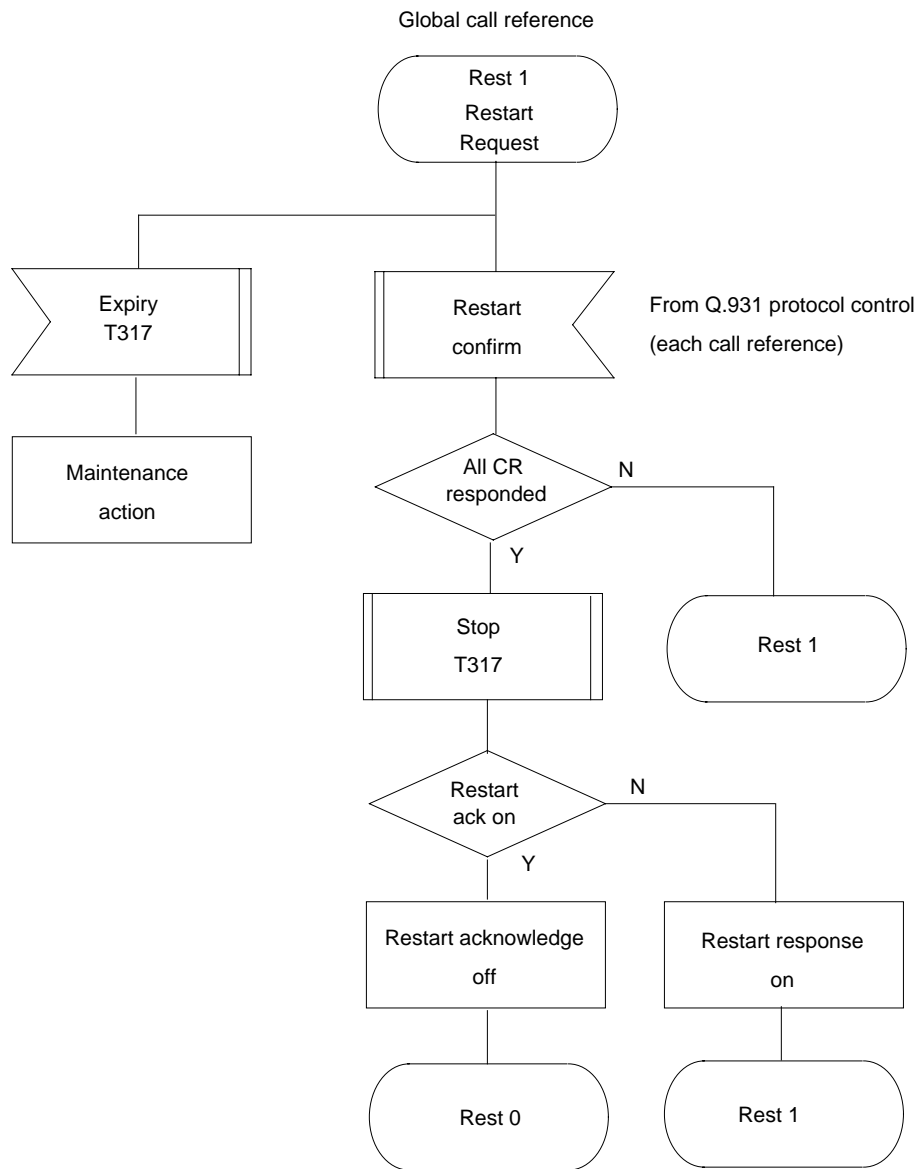 Global call reference
Rest 1
Restart
Request
Expiry
T317
Restart
confirm
From Q.931 protocol control
(each call reference)
Maintenance
action
All CR
responded
N
Y
Stop
T317
Rest 1
Restart
ack on
N
Y
Restart acknowledge
off
Restart response
on
Rest 0
Rest 1